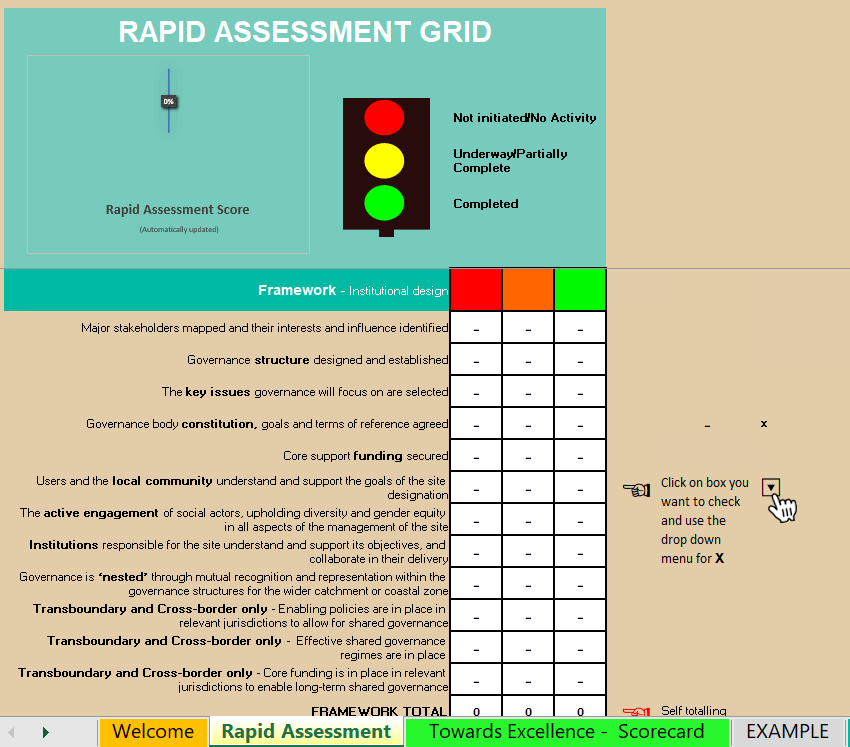 RAPID ASSESSMENT GRID
0%
Rapid Assessment Score
(Automatically updated)
Not initiated/No Activity
Underway/Partially
Complete
Completed
Framework - Institutional design
Major stakeholders mapped and their interests and influence identified - - -
Governance structure designed and established - - -
The key issues governance will focus on are selected - - -
Governance body constitution, goals and terms of reference agreed - - - - x
Core support funding secured - - -
Users and the local community understand and support the goals of the site
designation - - -
The active engagement of social actors, upholding diversity and gender equity
in all aspects of the management of the site - - -
Institutions responsible for the site understand and support its objectives, and
collaborate in their delivery - - -
Governance is 'nested' through mutual recognition and representation within the
governance structures for the wider catchment or coastal zone - - -
Transboundary and Cross-border only - Enabling policies are in place in
relevant jurisdictions to allow for shared governance - - -
Transboundary and Cross-border only - Effective shared governance
regimes are in place - - -
Transboundary and Cross-border only - Core funding is in place in relevant
jurisdictions to enable long-term shared governance - - -
FRAMEWORK TOTAL 0 0 0
Click on box you
want to check
and use the
drop down
menu for X
Self totalling
Welcome Rapid Assessment Towards Excellence - Scorecard EXAMPLE